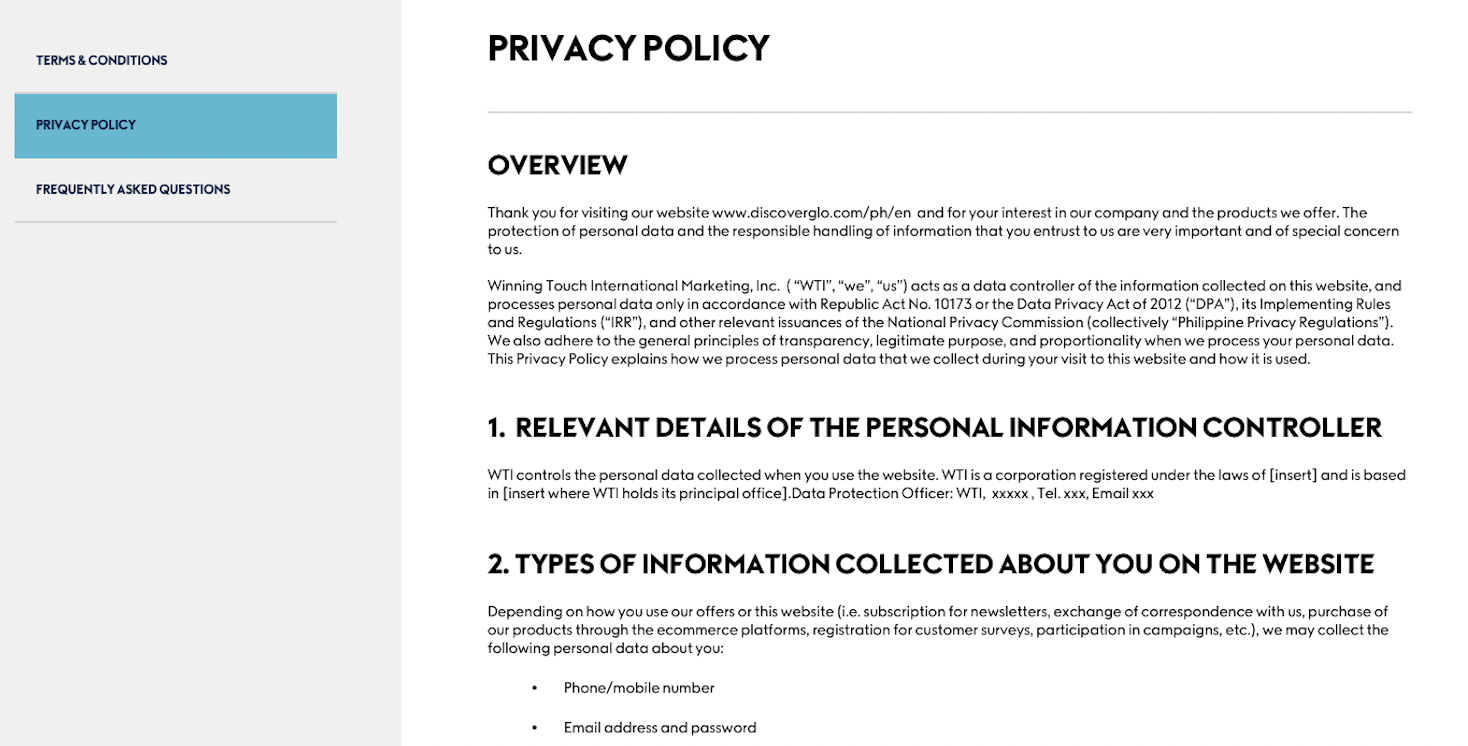 TERMS & CONDITIONS
PRIVACY POLICY
FREQUENTLY ASKED QUESTIONS
PRIVACY POLICY
OVERVIEW
Thank you for visiting our website www.discoverglo.com/ph/en and for your interest in our company and the products we offer. The
protection of personal data and the responsible handling of information that you entrust to us are very important and of special concern
to us.
Winning Touch International Marketing, Inc. ( “WTI”, “we”, “us”) acts as a data controller of the information collected on this website, and
processes personal data only in accordance with Republic Act No. 10173 or the Data Privacy Act of 2012 (“DPA”), its Implementing Rules
and Regulations (“IRR”), and other relevant issuances of the National Privacy Commission (collectively “Philippine Privacy Regulations”).
We also adhere to the general principles of transparency, legitimate purpose, and proportionality when we process your personal data.
This Privacy Policy explains how we process personal data that we collect during your visit to this website and how it is used.
1. RELEVANT DETAILS OF THE PERSONAL INFORMATION CONTROLLER
WTI controls the personal data collected when you use the website. WTI is a corporation registered under the laws of [insert] and is based
in [insert where WTI holds its principal office].Data Protection Officer: WTI, xxxxx , Tel. xxx, Email xxx
2. TYPES OF INFORMATION COLLECTED ABOUT YOU ON THE WEBSITE
Depending on how you use our offers or this website (i.e. subscription for newsletters, exchange of correspondence with us, purchase of
our products through the ecommerce platforms, registration for customer surveys, participation in campaigns, etc.), we may collect the
following personal data about you:
• Phone/mobile number
• Email address and password